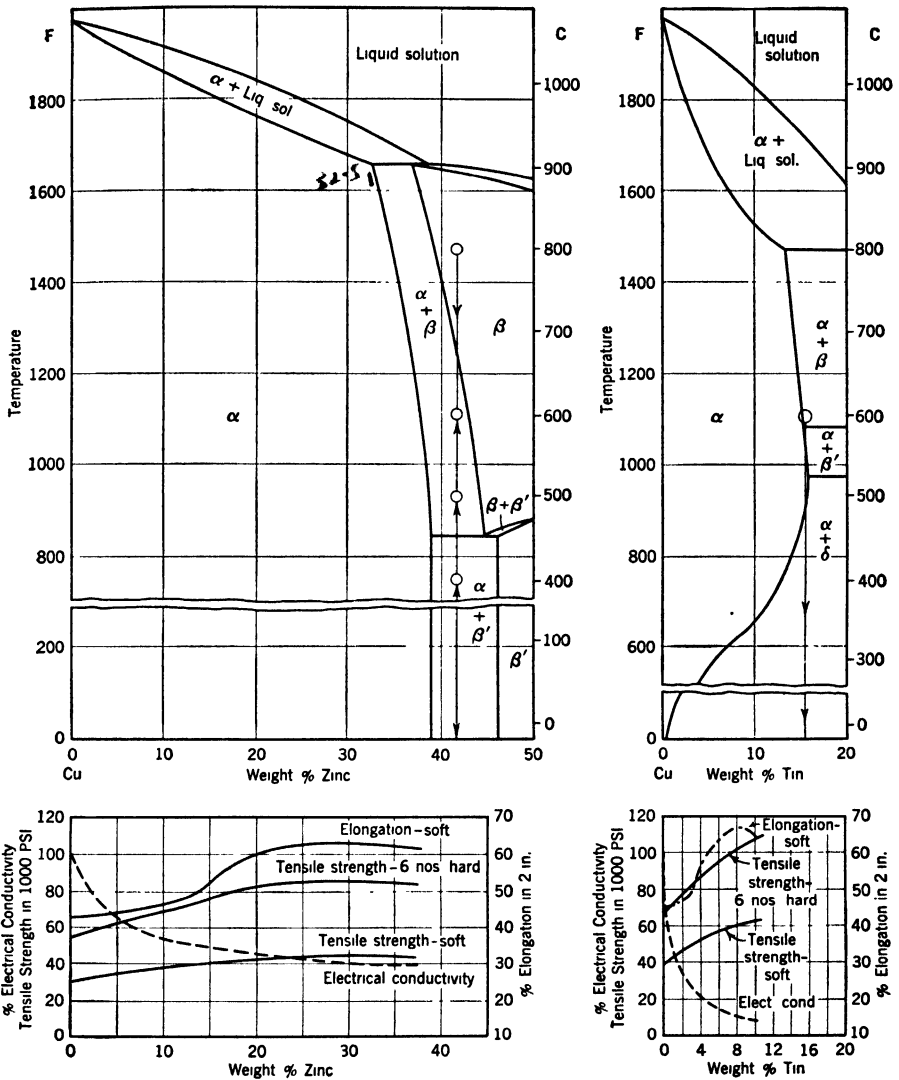 F
C
Liquid solution
α + Liq sol
1000
1800
900
1600
32.5
800
1400
α
+
β
β
700
1200
600
α
1000
500
β+β′
800
400
α
+
β′
200
100
β′
0
0
0
10
20
30
40
50
Cu
Weight % Zinc
Temperature
F
C
Liquid
solution
1000
1800
α +
Liq sol.
900
1600
800
1400
α
+
β
700
1200
600
α
α
+
β′
1000
500
α
+
δ
800
400
600
300
0
0
0
10
20
Cu
Weight % Tin
Temperature
120
70
Elongation-soft
100
60
Tensile strength-6 nos hard
80
50
60
40
Tensile strength-soft
40
30
Electrical conductivity
20
20
0
10
0
10
20
30
40
Weight % Zinc
% Electrical Conductivity
Tensile Strength in 1000 PSI
% Elongation in 2 in.
120
70
Elongation-
soft
100
60
Tensile
strength-
6 nos hard
80
50
60
40
Tensile
strength-
soft
40
30
Elect cond
20
20
0
10
0
4
8
12
16
20
Weight % Tin
% Electrical Conductivity
Tensile Strength in 1000 PSI
% Elongation in 2 in.